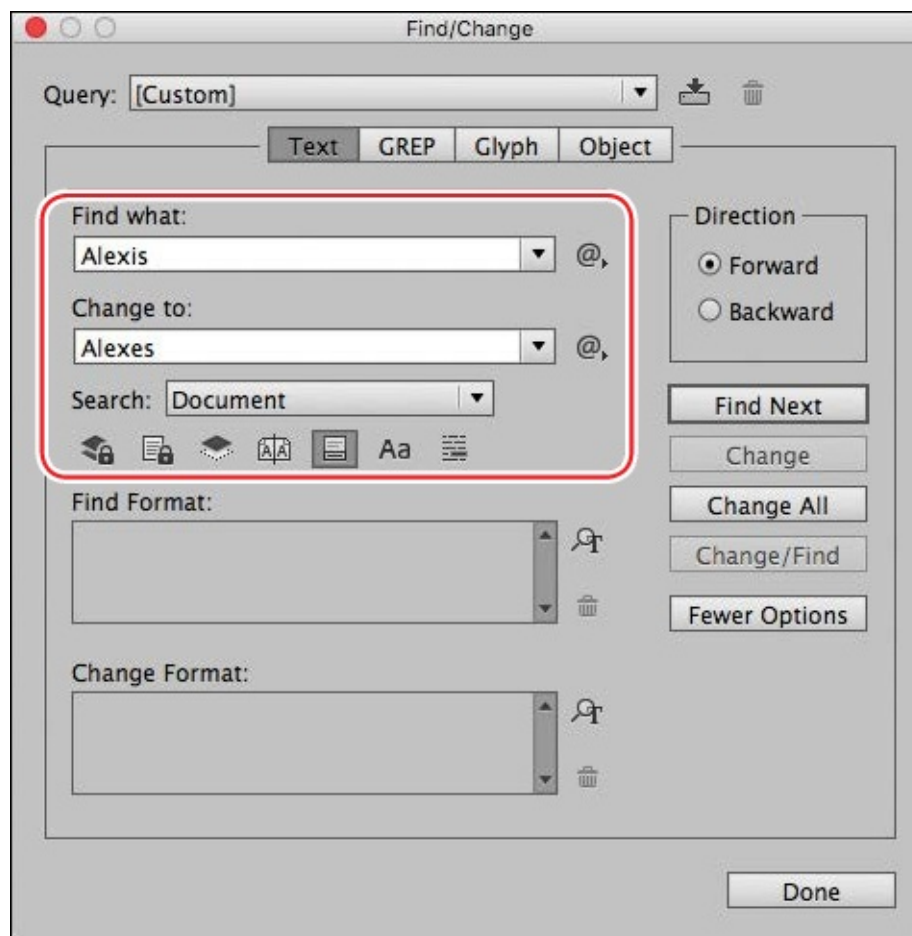 Find/Change
Query: [Custom]
Text GREP Glyph Object
Find what:
Alexis
@
Change to:
Alexes
@
Search: Document
Aa
Find Format:
Change Format:
Direction
Forward
Backward
Find Next
Change
Change All
Change/Find
Fewer Options
Done